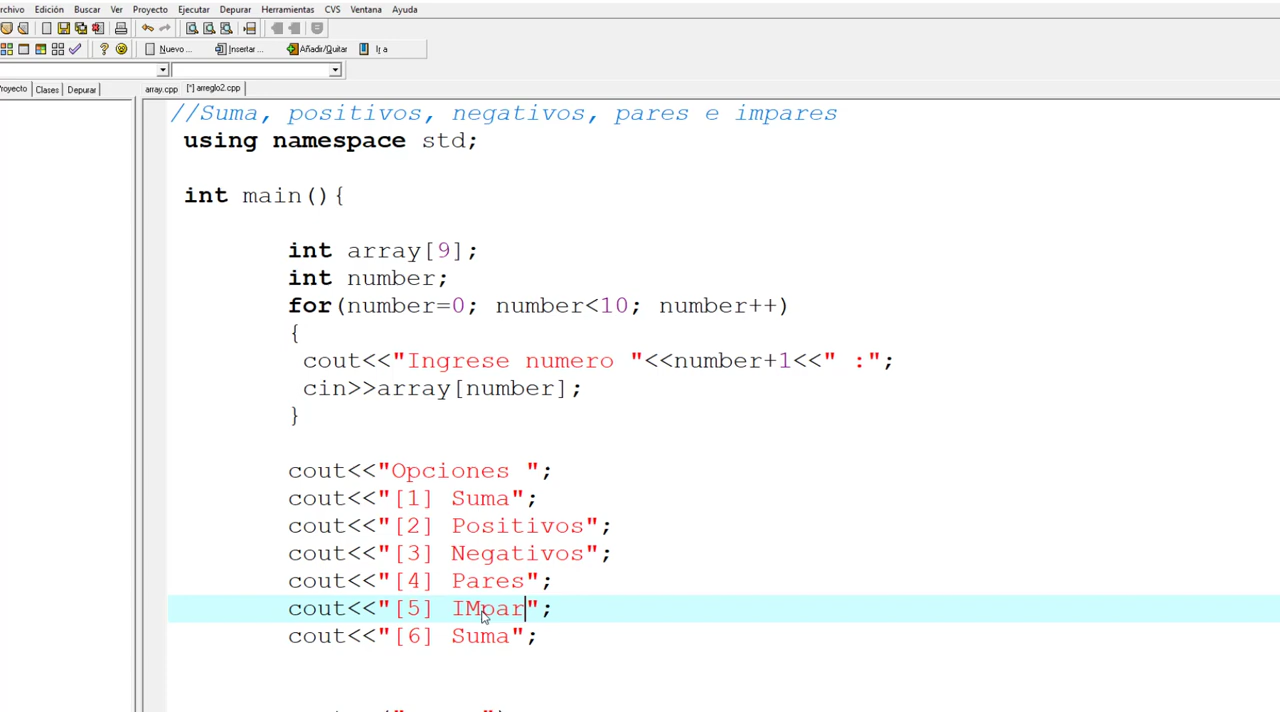 rchivo Edición Buscar Ver Proyecto Ejecutar Depurar Herramientas CVS Ventana Ayuda
Nuevo ... Insertar ... Añadir/Quitar Ir a
royecto Clases Depurar array.cpp [*] arreglo2.cpp
//Suma, positivos, negativos, pares e impares
using namespace std;
int main(){
int array[9];
int number;
for(number=0; number<10; number++)
{
cout<<"Ingrese numero "<<number+1<<" :";
cin>>array[number];
}
cout<<"Opciones ";
cout<<"[1] Suma";
cout<<"[2] Positivos";
cout<<"[3] Negativos";
cout<<"[4] Pares";
cout<<"[5] IMpar";
cout<<"[6] Suma";